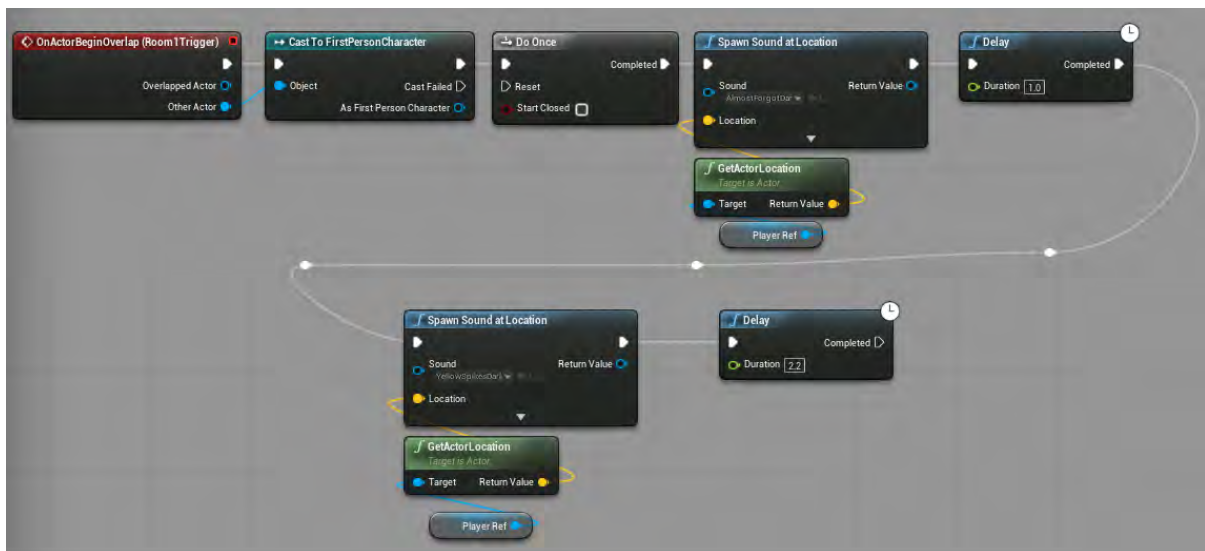 OnActorBeginOverlap (Room1Trigger)
Overlapped Actor
Other Actor
Cast To FirstPersonCharacter
Object
Cast Failed
As First Person Character
Do Once
Completed
Reset
Start Closed
Spawn Sound at Location
Sound
Return Value
AlmostForgotDar
Location
Delay
Completed
Duration 1.0
GetActorLocation
Target is Actor
Target Return Value
Player Ref
Spawn Sound at Location
Sound
Return Value
YellowSpikesDar
Location
Delay
Completed
Duration 2.2
GetActorLocation
Target is Actor
Target Return Value
Player Ref